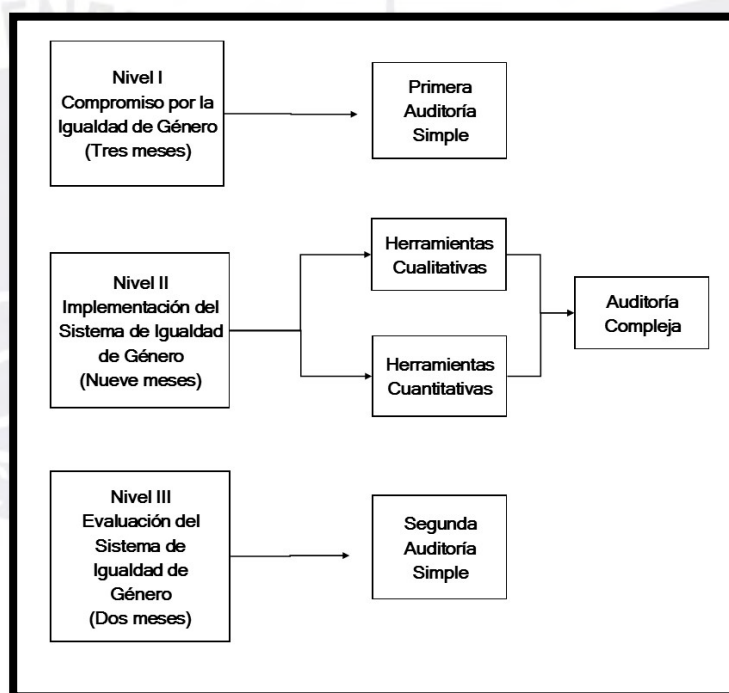 Nivel I
Compromiso por la
Igualdad de Género
(Tres meses)
Primera
Auditoría
Simple
Nivel II
Implementación del
Sistema de Igualdad
de Género
(Nueve meses)
Herramientas
Cualitativas
Herramientas
Cuantitativas
Auditoría
Compleja
Nivel III
Evaluación del
Sistema de
Igualdad de
Género
(Dos meses)
Segunda
Auditoría
Simple